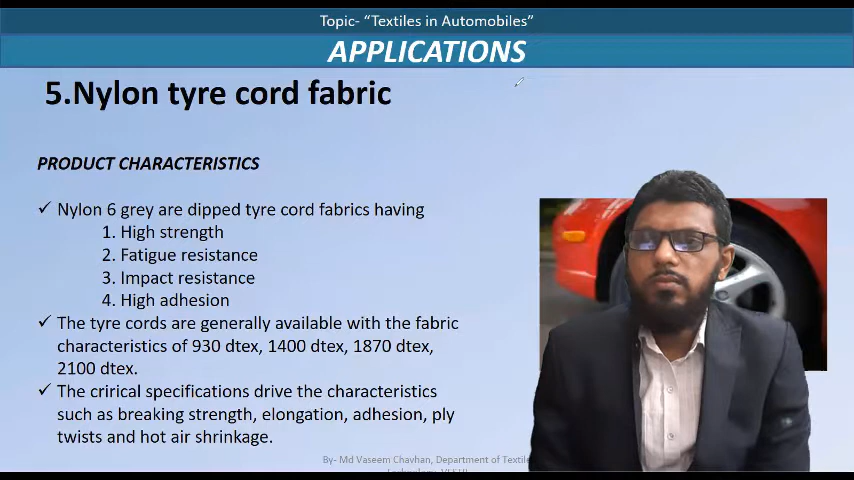 Topic- “Textiles in Automobiles”
APPLICATIONS
5.Nylon tyre cord fabric
PRODUCT CHARACTERISTICS
✓ Nylon 6 grey are dipped tyre cord fabrics having
1. High strength
2. Fatigue resistance
3. Impact resistance
4. High adhesion
✓ The tyre cords are generally available with the fabric
characteristics of 930 dtex, 1400 dtex, 1870 dtex,
2100 dtex.
✓ The crirical specifications drive the characteristics
such as breaking strength, elongation, adhesion, ply
twists and hot air shrinkage.
By- Md Vaseem Chavhan, Department of Textile